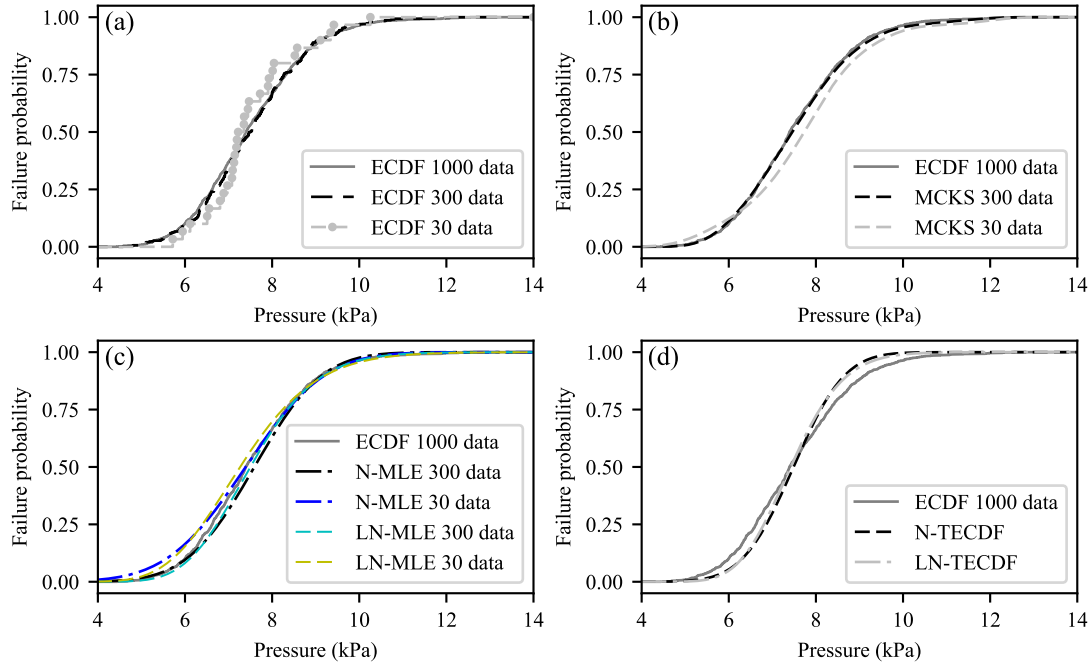 (a)
1.00
0.75
0.50
0.25
0.00
Failure probability
ECDF 1000 data
ECDF 300 data
ECDF 30 data
4 6 8 10 12 14
Pressure (kPa)
(b)
1.00
0.75
0.50
0.25
0.00
Failure probability
ECDF 1000 data
MCKS 300 data
MCKS 30 data
4 6 8 10 12 14
Pressure (kPa)
(c)
1.00
0.75
0.50
0.25
0.00
Failure probability
ECDF 1000 data
N-MLE 300 data
N-MLE 30 data
LN-MLE 300 data
LN-MLE 30 data
4 6 8 10 12 14
Pressure (kPa)
(d)
1.00
0.75
0.50
0.25
0.00
Failure probability
ECDF 1000 data
N-TECDF
LN-TECDF
4 6 8 10 12 14
Pressure (kPa)